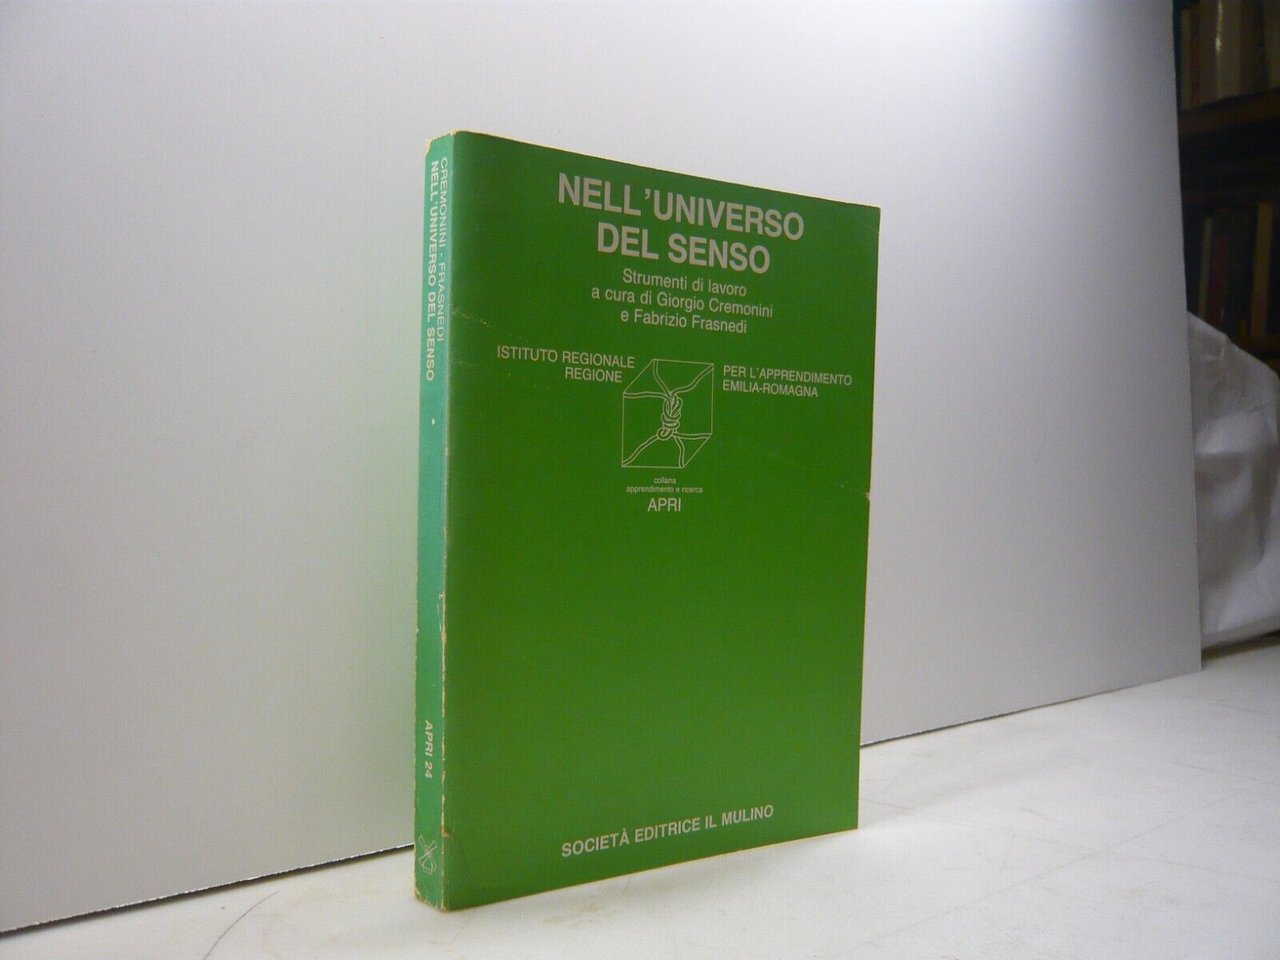 CREMONINI - FRASNEDI
NELL'UNIVERSO DEL SENSO
APRI 24
NELL'UNIVERSO
DEL SENSO
Strumenti di lavoro
a cura di Giorgio Cremonini
e Fabrizio Frasnedi
ISTITUTO REGIONALE PER L'APPRENDIMENTO
REGIONE EMILIA-ROMAGNA
collana
apprendimento e ricerca
APRI
SOCIETÀ EDITRICE IL MULINO